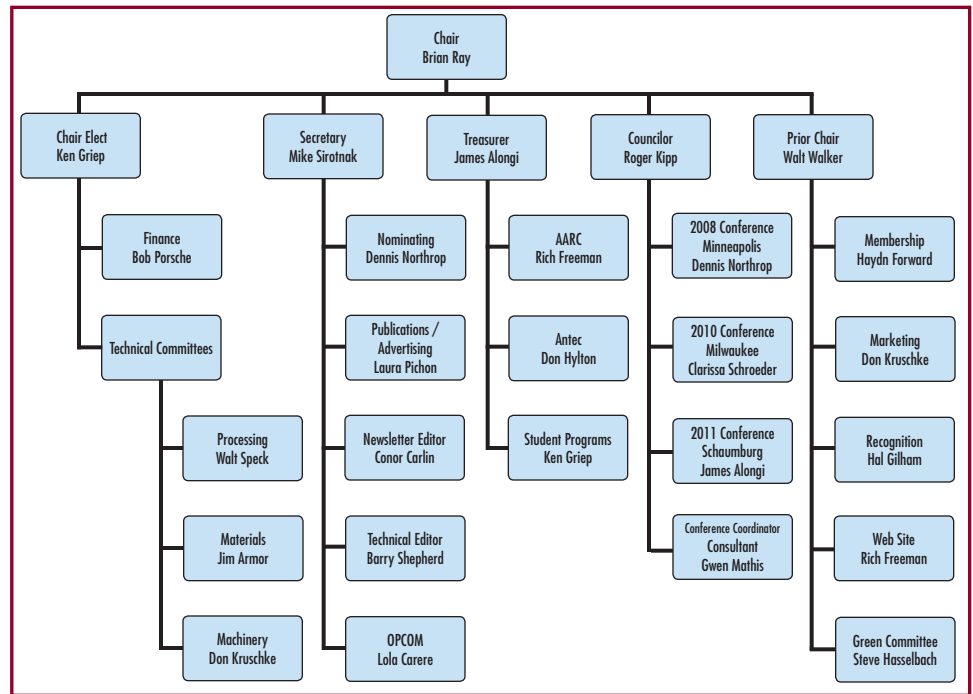 Chair
Brian Ray
Chair Elect
Ken Griep
Secretary
Mike Sirotnak
Treasurer
James Alongi
Councilor
Roger Kipp
Prior Chair
Walt Walker
Finance
Bob Porsche
Technical Committees
Processing
Walt Speck
Materials
Jim Armor
Machinery
Don Kruschke
Nominating
Dennis Northrop
Publications /
Advertising
Laura Pichon
Newsletter Editor
Conor Carlin
Technical Editor
Barry Shepherd
OPCOM
Lola Carere
AARC
Rich Freeman
Antec
Don Hylton
Student Programs
Ken Griep
2008 Conference
Minneapolis
Dennis Northrop
2010 Conference
Milwaukee
Clarissa Schroeder
2011 Conference
Schaumburg
James Alongi
Conference Coordinator
Consultant
Gwen Mathis
Membership
Haydn Forward
Marketing
Don Kruschke
Recognition
Hal Gilham
Web Site
Rich Freeman
Green Committee
Steve Hasselbach